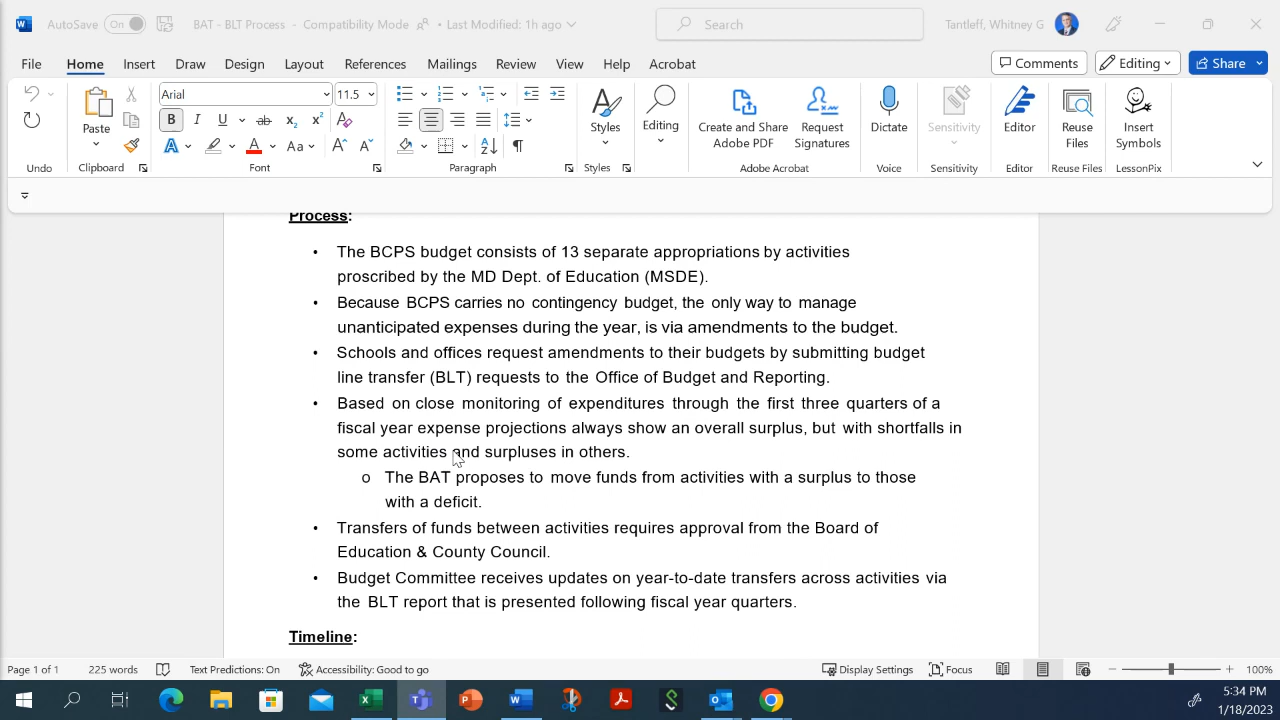 AutoSave On BAT - BLT Process - Compatibility Mode • Last Modified: 1h ago Search Tantleff, Whitney G
File Home Insert Draw Design Layout References Mailings Review View Help Acrobat Comments Editing Share
Arial 11.5
Paste Styles Editing Create and Share Adobe PDF Request Signatures Dictate Sensitivity Editor Reuse Files Insert Symbols
Undo Clipboard Font Paragraph Styles Adobe Acrobat Voice Sensitivity Editor Reuse Files LessonPix
Process:
• The BCPS budget consists of 13 separate appropriations by activities
proscribed by the MD Dept. of Education (MSDE).
• Because BCPS carries no contingency budget, the only way to manage
unanticipated expenses during the year, is via amendments to the budget.
• Schools and offices request amendments to their budgets by submitting budget
line transfer (BLT) requests to the Office of Budget and Reporting.
• Based on close monitoring of expenditures through the first three quarters of a
fiscal year expense projections always show an overall surplus, but with shortfalls in
some activities and surpluses in others.
o The BAT proposes to move funds from activities with a surplus to those
with a deficit.
• Transfers of funds between activities requires approval from the Board of
Education & County Council.
• Budget Committee receives updates on year-to-date transfers across activities via
the BLT report that is presented following fiscal year quarters.
Timeline:
Page 1 of 1 225 words Text Predictions: On Accessibility: Good to go Display Settings Focus 100%
5:34 PM
1/18/2023